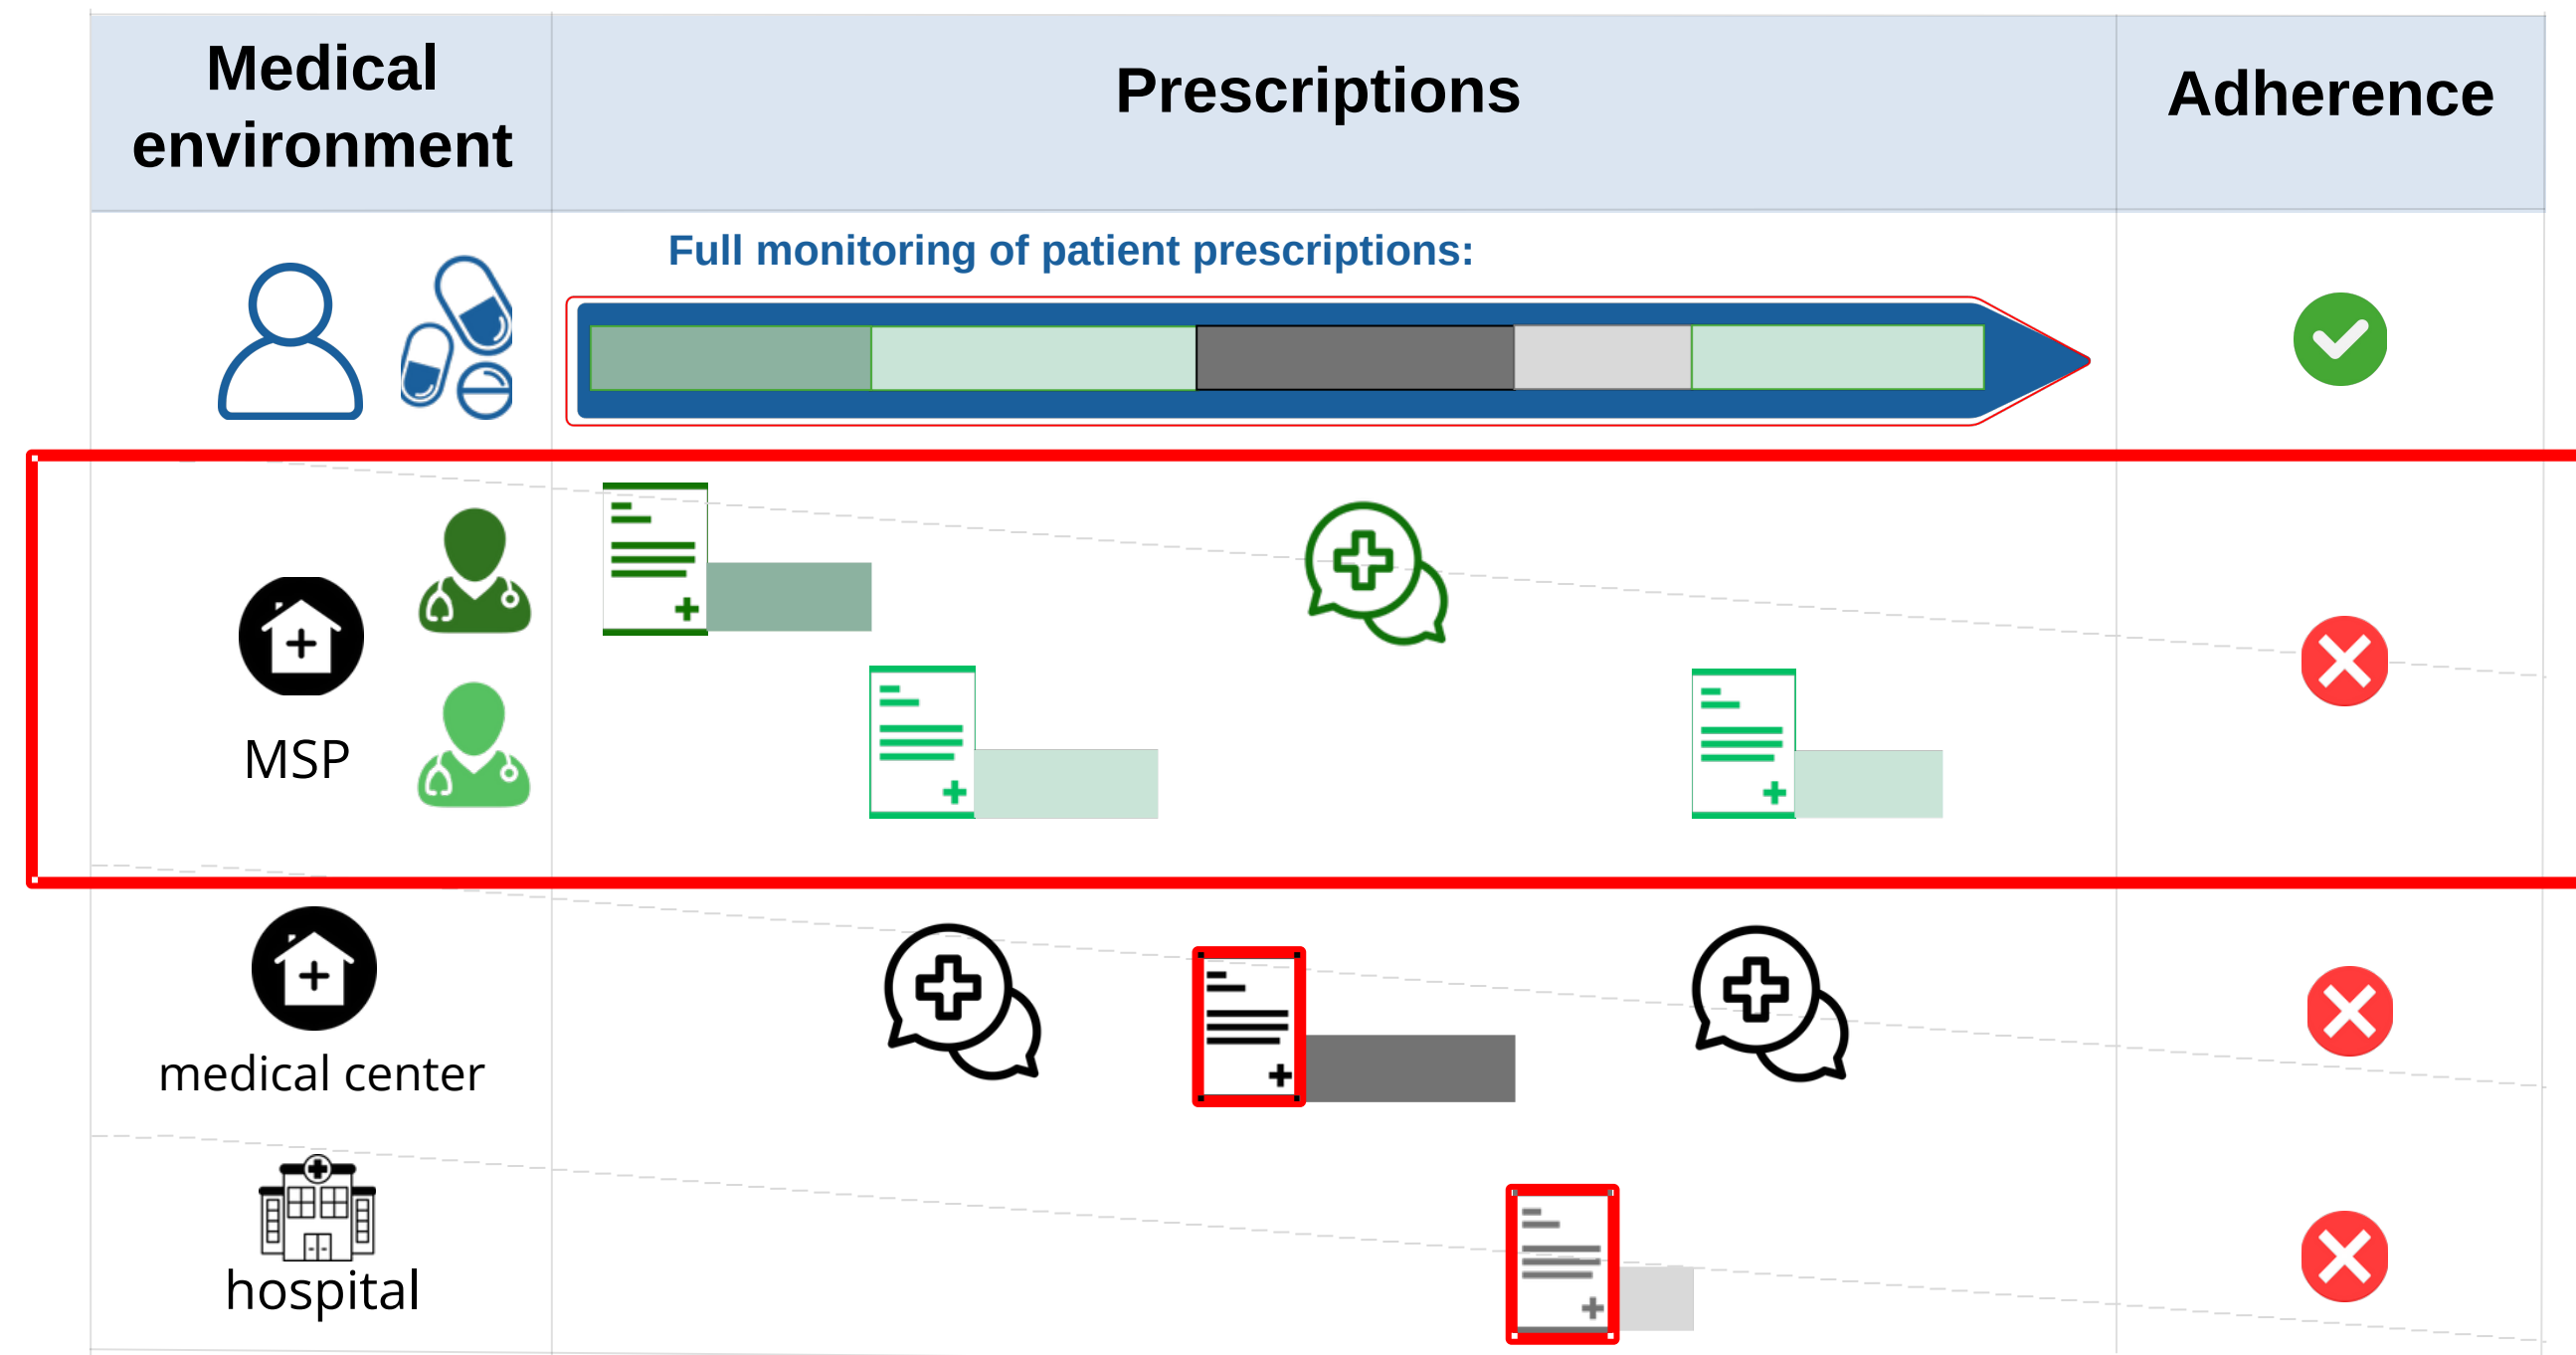 Medical
environment
Prescriptions
Adherence
Full monitoring of patient prescriptions:
MSP
medical center
hospital